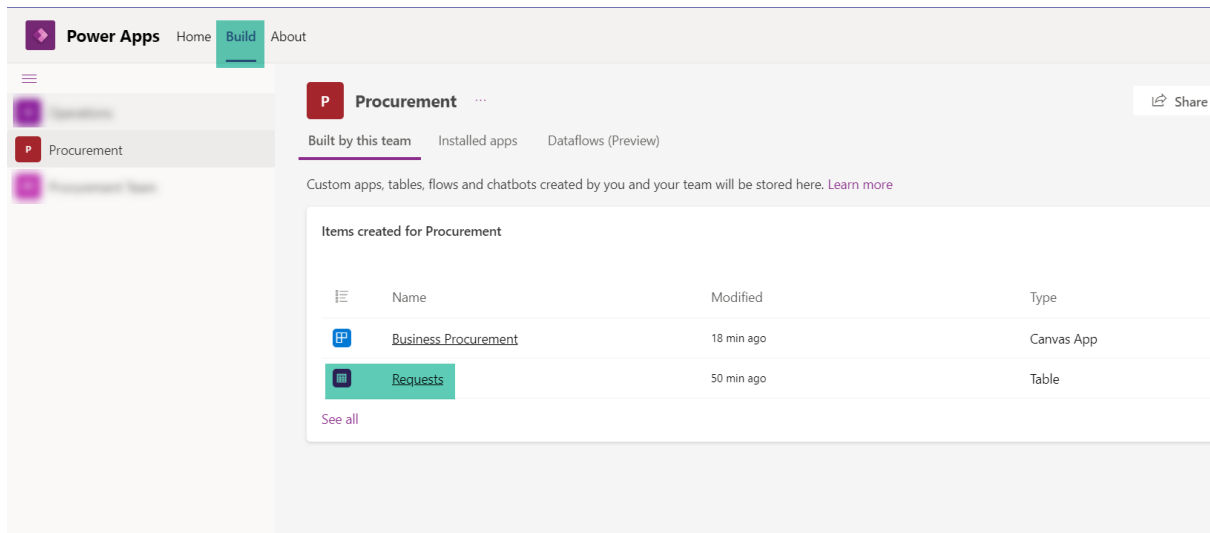 Power Apps Home Build About
P Procurement ...
Share
P Procurement
Built by this team Installed apps Dataflows (Preview)
Custom apps, tables, flows and chatbots created by you and your team will be stored here. Learn more
Items created for Procurement
Name Modified Type
Business Procurement 18 min ago Canvas App
Requests 50 min ago Table
See all